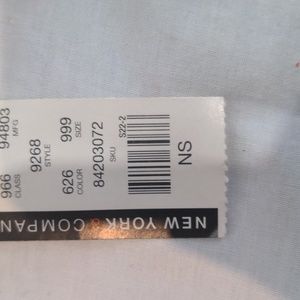 NEW YORK & COMPAN
966 94803
CLASS MFG
9268
STYLE
626 999
COLOR SIZE
84203072
SKU
S22-2
NS